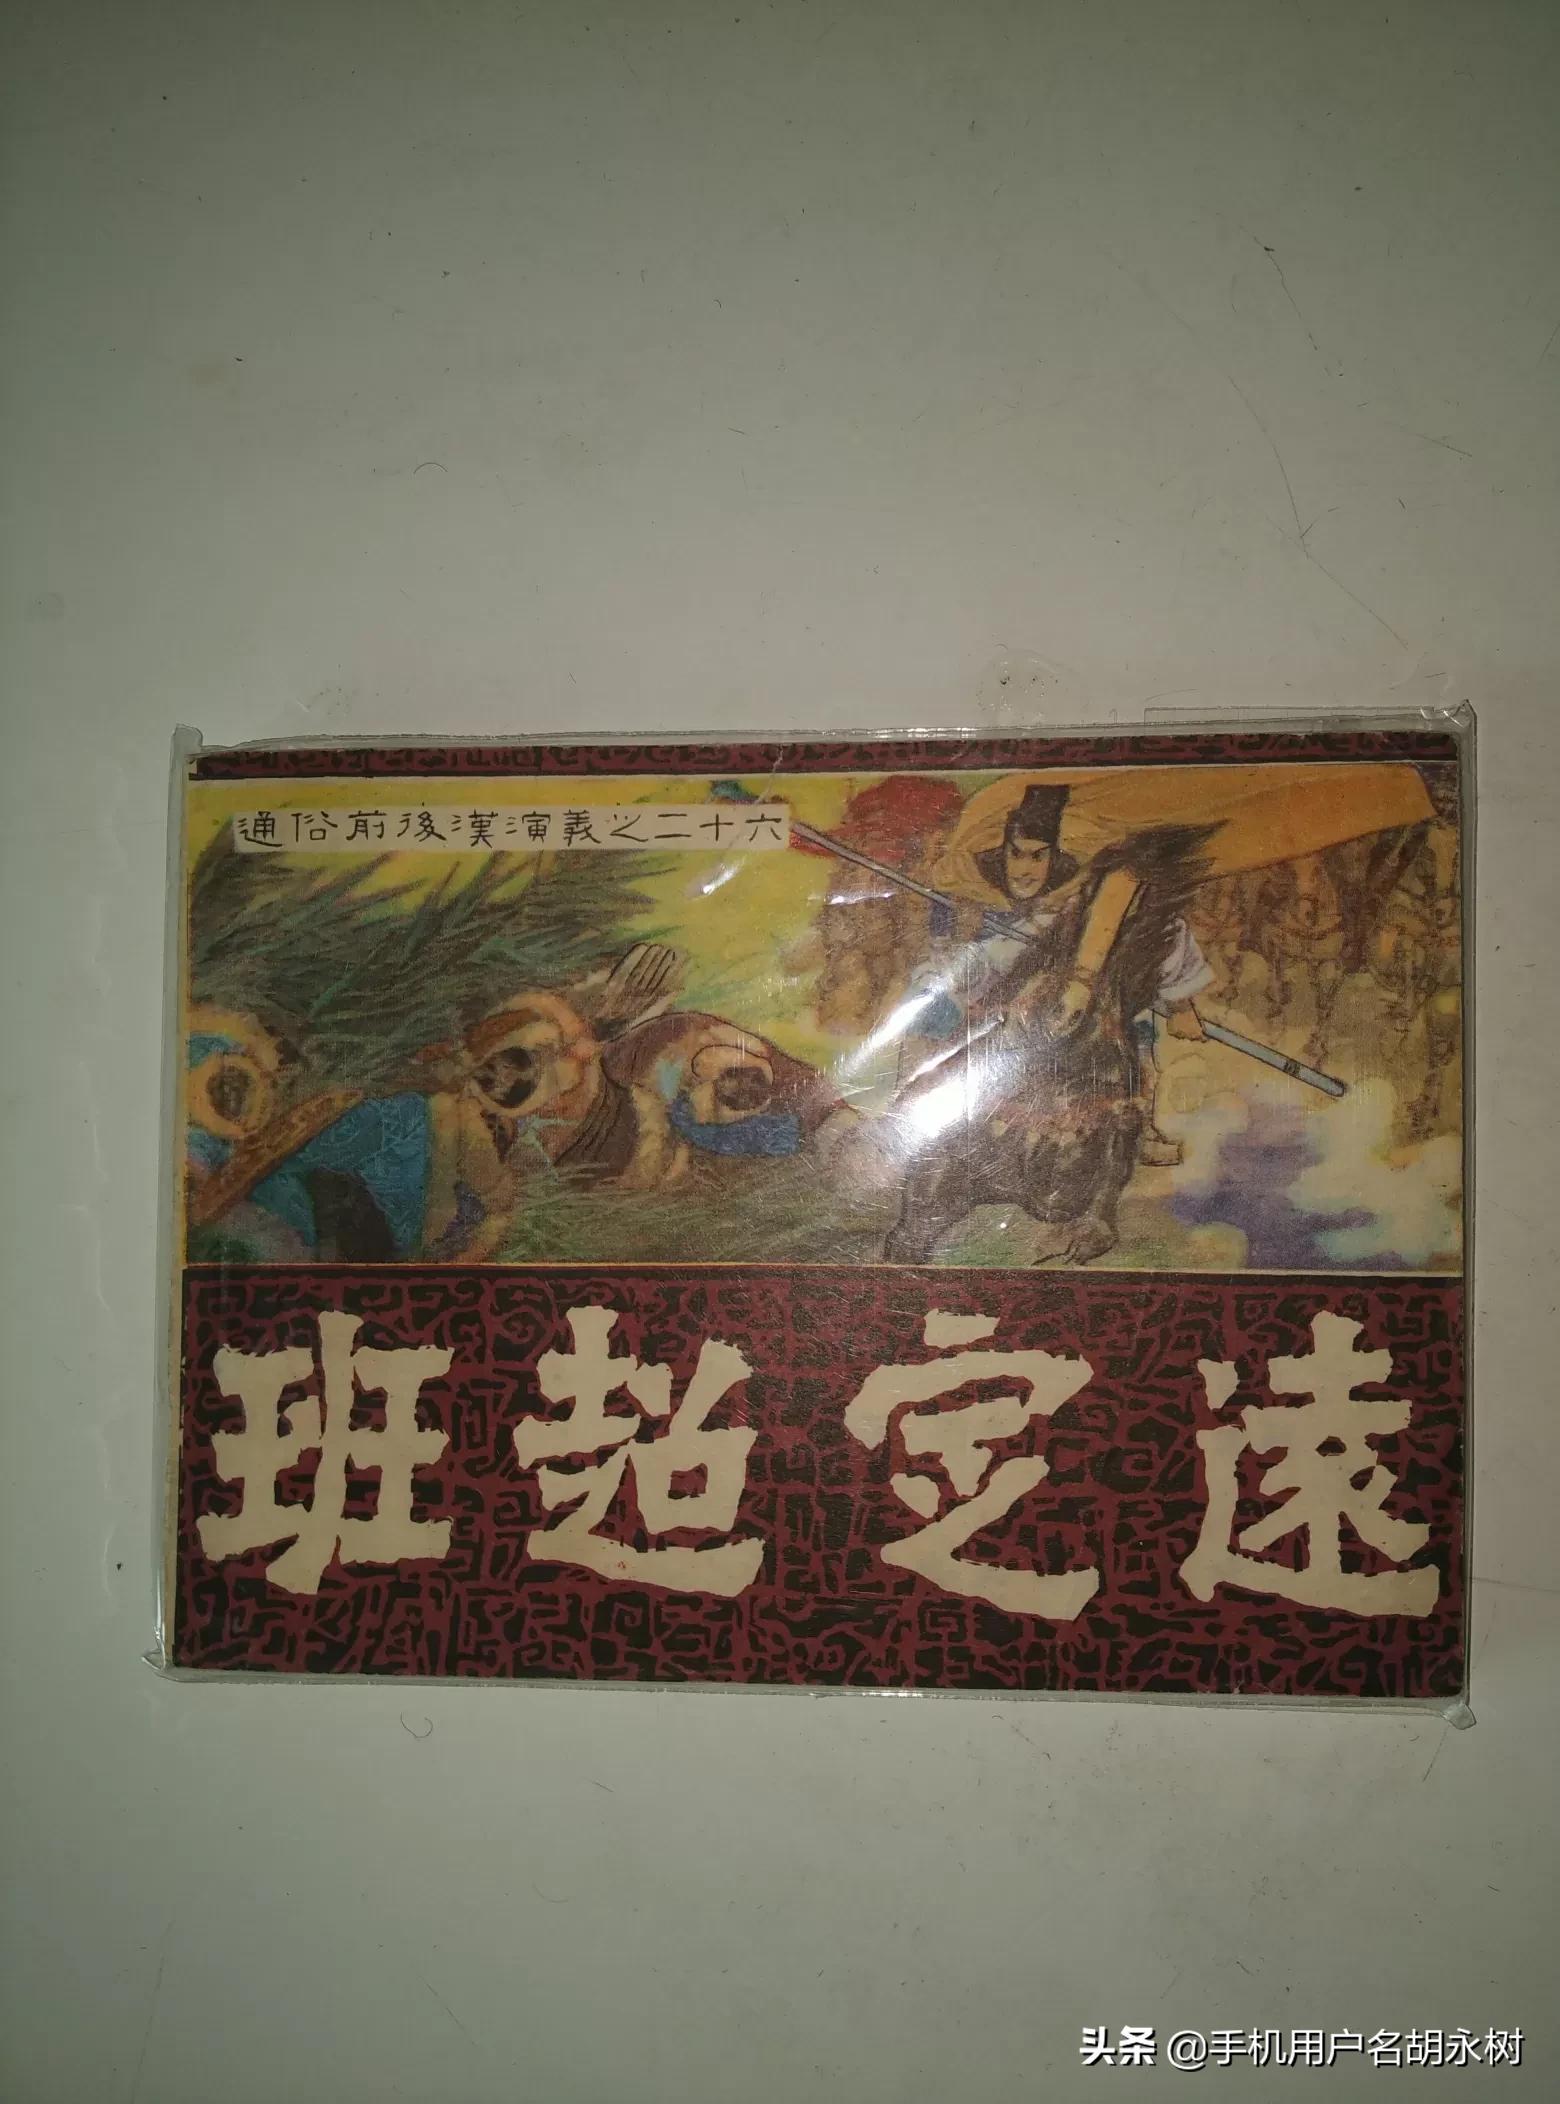 通俗前後漢演義之二十六
班超定遠
头条 @手机用户名胡永树